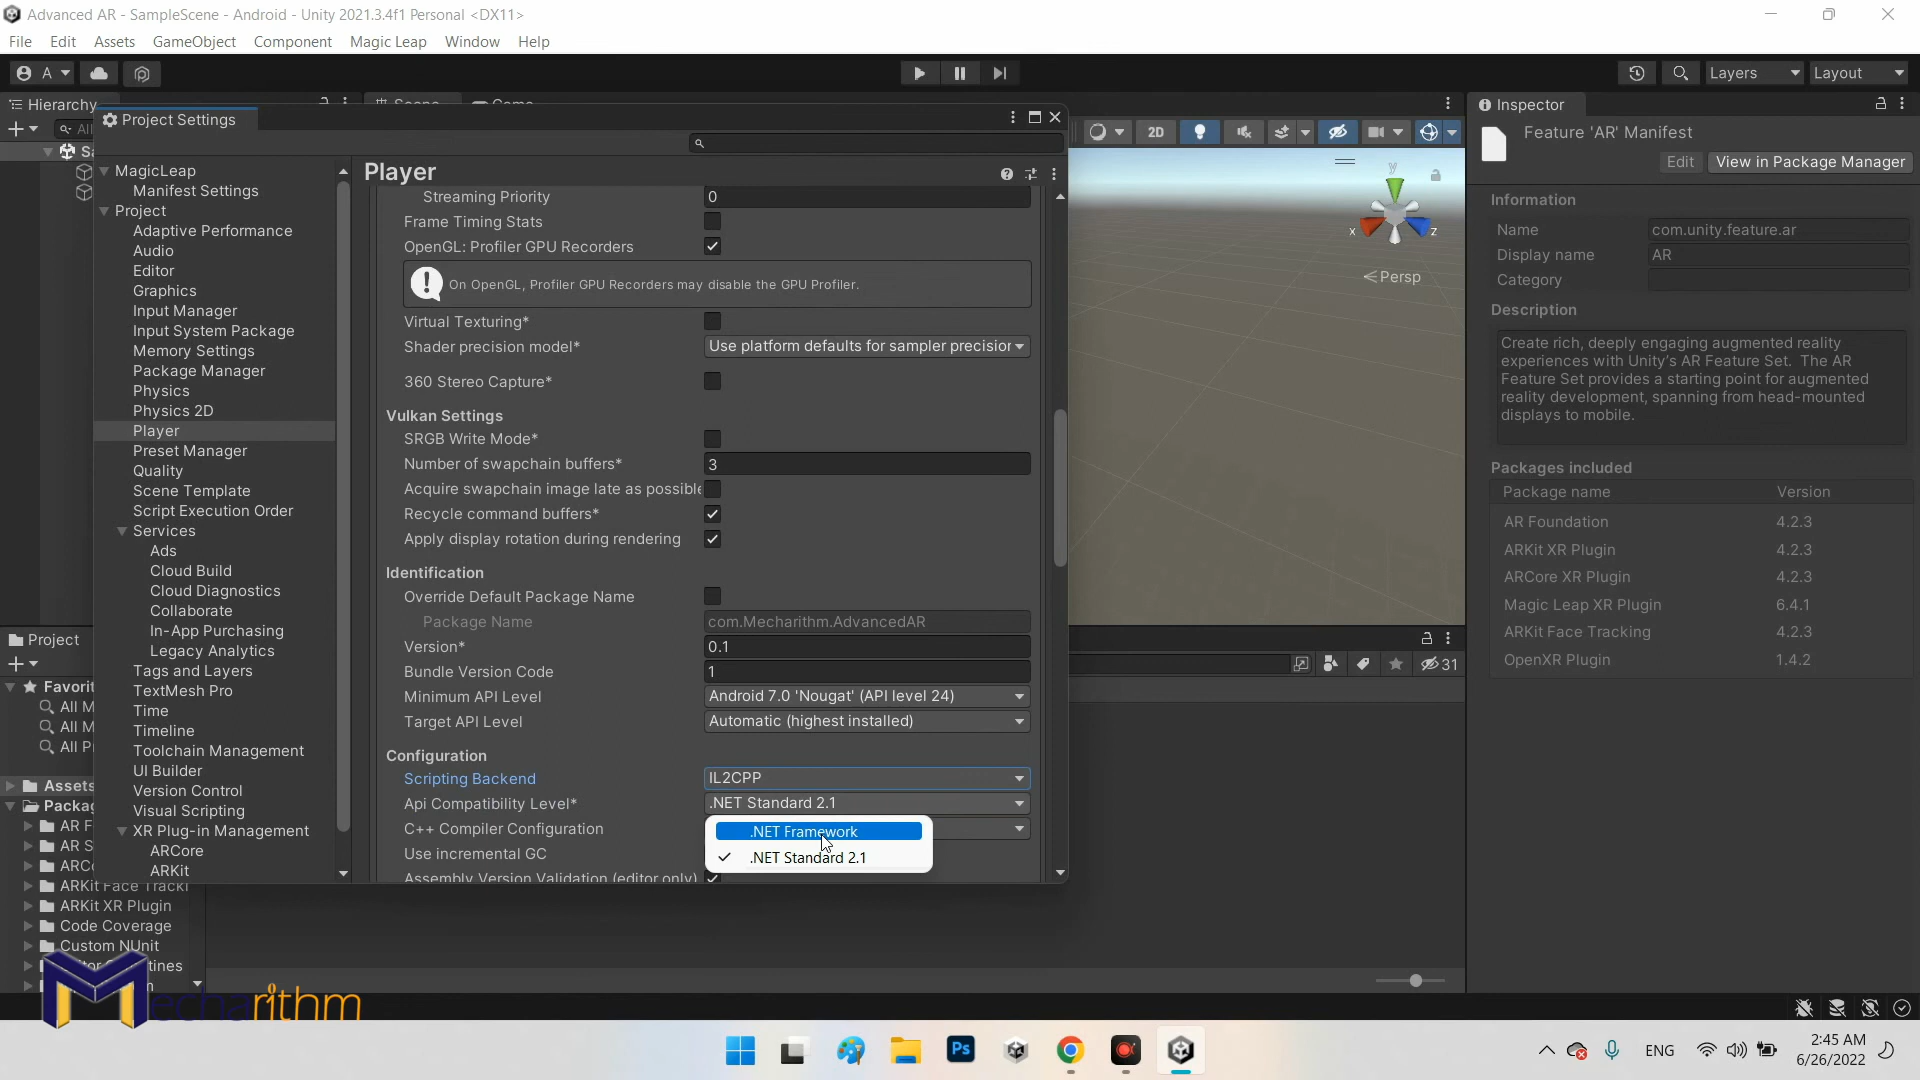 Advanced AR - SampleScene - Android - Unity 2021.3.4f1 Personal <DX11>
File Edit Assets GameObject Component Magic Leap Window Help
A
Layers
Layout
Hierarchy
Project Settings
MagicLeap
Manifest Settings
Project
Adaptive Performance
Audio
Editor
Graphics
Input Manager
Input System Package
Memory Settings
Package Manager
Physics
Physics 2D
Player
Preset Manager
Quality
Scene Template
Script Execution Order
Services
Ads
Cloud Build
Cloud Diagnostics
Collaborate
In-App Purchasing
Legacy Analytics
Tags and Layers
TextMesh Pro
Time
Timeline
Toolchain Management
UI Builder
Version Control
Visual Scripting
XR Plug-in Management
ARCore
ARKit
Player
Streaming Priority 0
Frame Timing Stats
OpenGL: Profiler GPU Recorders
On OpenGL, Profiler GPU Recorders may disable the GPU Profiler.
Virtual Texturing*
Shader precision model* Use platform defaults for sampler precision
360 Stereo Capture*
Vulkan Settings
SRGB Write Mode*
Number of swapchain buffers* 3
Acquire swapchain image late as possible
Recycle command buffers*
Apply display rotation during rendering
Identification
Override Default Package Name
Package Name com.Mecharithm.AdvancedAR
Version* 0.1
Bundle Version Code 1
Minimum API Level Android 7.0 'Nougat' (API level 24)
Target API Level Automatic (highest installed)
Configuration
Scripting Backend IL2CPP
Api Compatibility Level* .NET Standard 2.1
C++ Compiler Configuration
.NET Framework
Use incremental GC
.NET Standard 2.1
Assembly Version Validation (editor only)
2D
y
x
z
Persp
31
Inspector
Feature 'AR' Manifest
Edit
View in Package Manager
Information
Name com.unity.feature.ar
Display name AR
Category
Description
Create rich, deeply engaging augmented reality
experiences with Unity's AR Feature Set. The AR
Feature Set provides a starting point for augmented
reality development, spanning from head-mounted
displays to mobile.
Packages included
Package name Version
AR Foundation 4.2.3
ARKit XR Plugin 4.2.3
ARCore XR Plugin 4.2.3
Magic Leap XR Plugin 6.4.1
ARKit Face Tracking 4.2.3
OpenXR Plugin 1.4.2
Project
Favorit
All M
All M
All P
Assets
Packag
AR F
AR S
ARCo
ARKit Face Tracki
ARKit XR Plugin
Code Coverage
Custom NUnit
Mecharithm
Ps
ENG
2:45 AM
6/26/2022